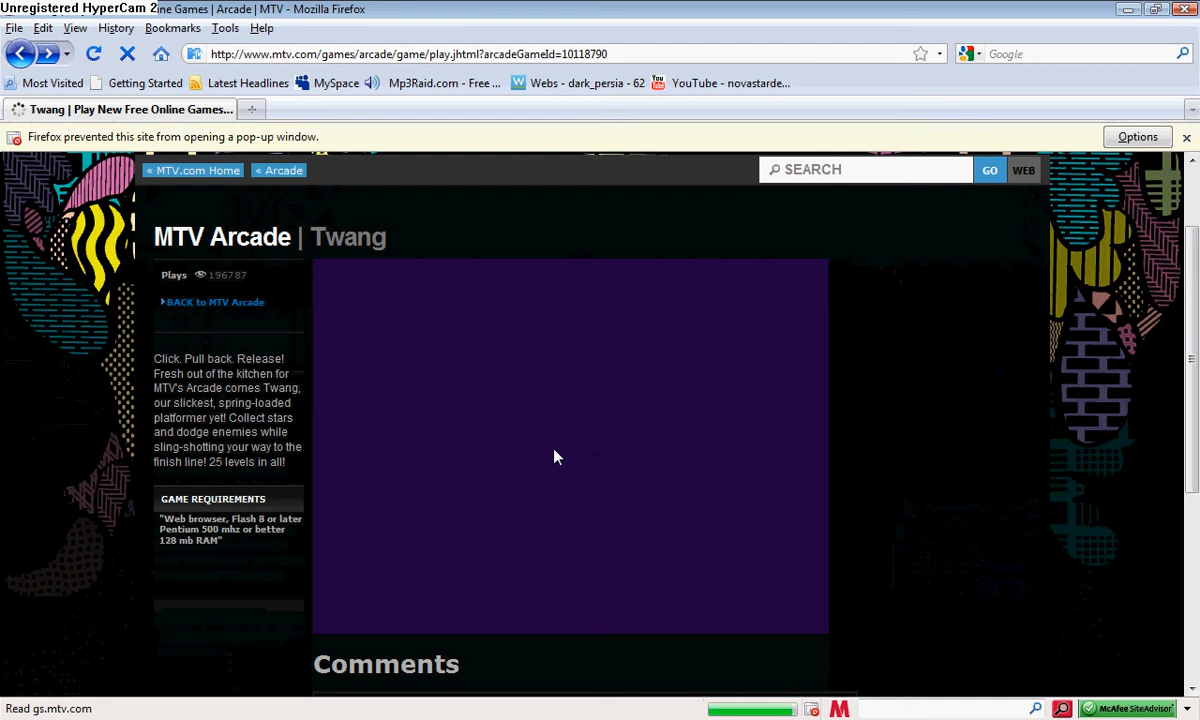 Unregistered HyperCam 2
ine Games | Arcade | MTV - Mozilla Firefox
File Edit View History Bookmarks Tools Help
http://www.mtv.com/games/arcade/game/play.jhtml?arcadeGameId=10118790
Google
Most Visited Getting Started Latest Headlines MySpace Mp3Raid.com - Free ... Webs - dark_persia - 62 YouTube - novastarde...
Twang | Play New Free Online Games...
Firefox prevented this site from opening a pop-up window.
Options
« MTV.com Home « Arcade SEARCH GO WEB
MTV Arcade | Twang
Plays 196787
BACK to MTV Arcade
Click. Pull back. Release!
Fresh out of the kitchen for
MTV's Arcade comes Twang,
our slickest, spring-loaded
platformer yet! Collect stars
and dodge enemies while
sling-shotting your way to the
finish line! 25 levels in all!
GAME REQUIREMENTS
"Web browser, Flash 8 or later
Pentium 500 mhz or better
128 mb RAM"
Comments
Read gs.mtv.com
McAfee SiteAdvisor